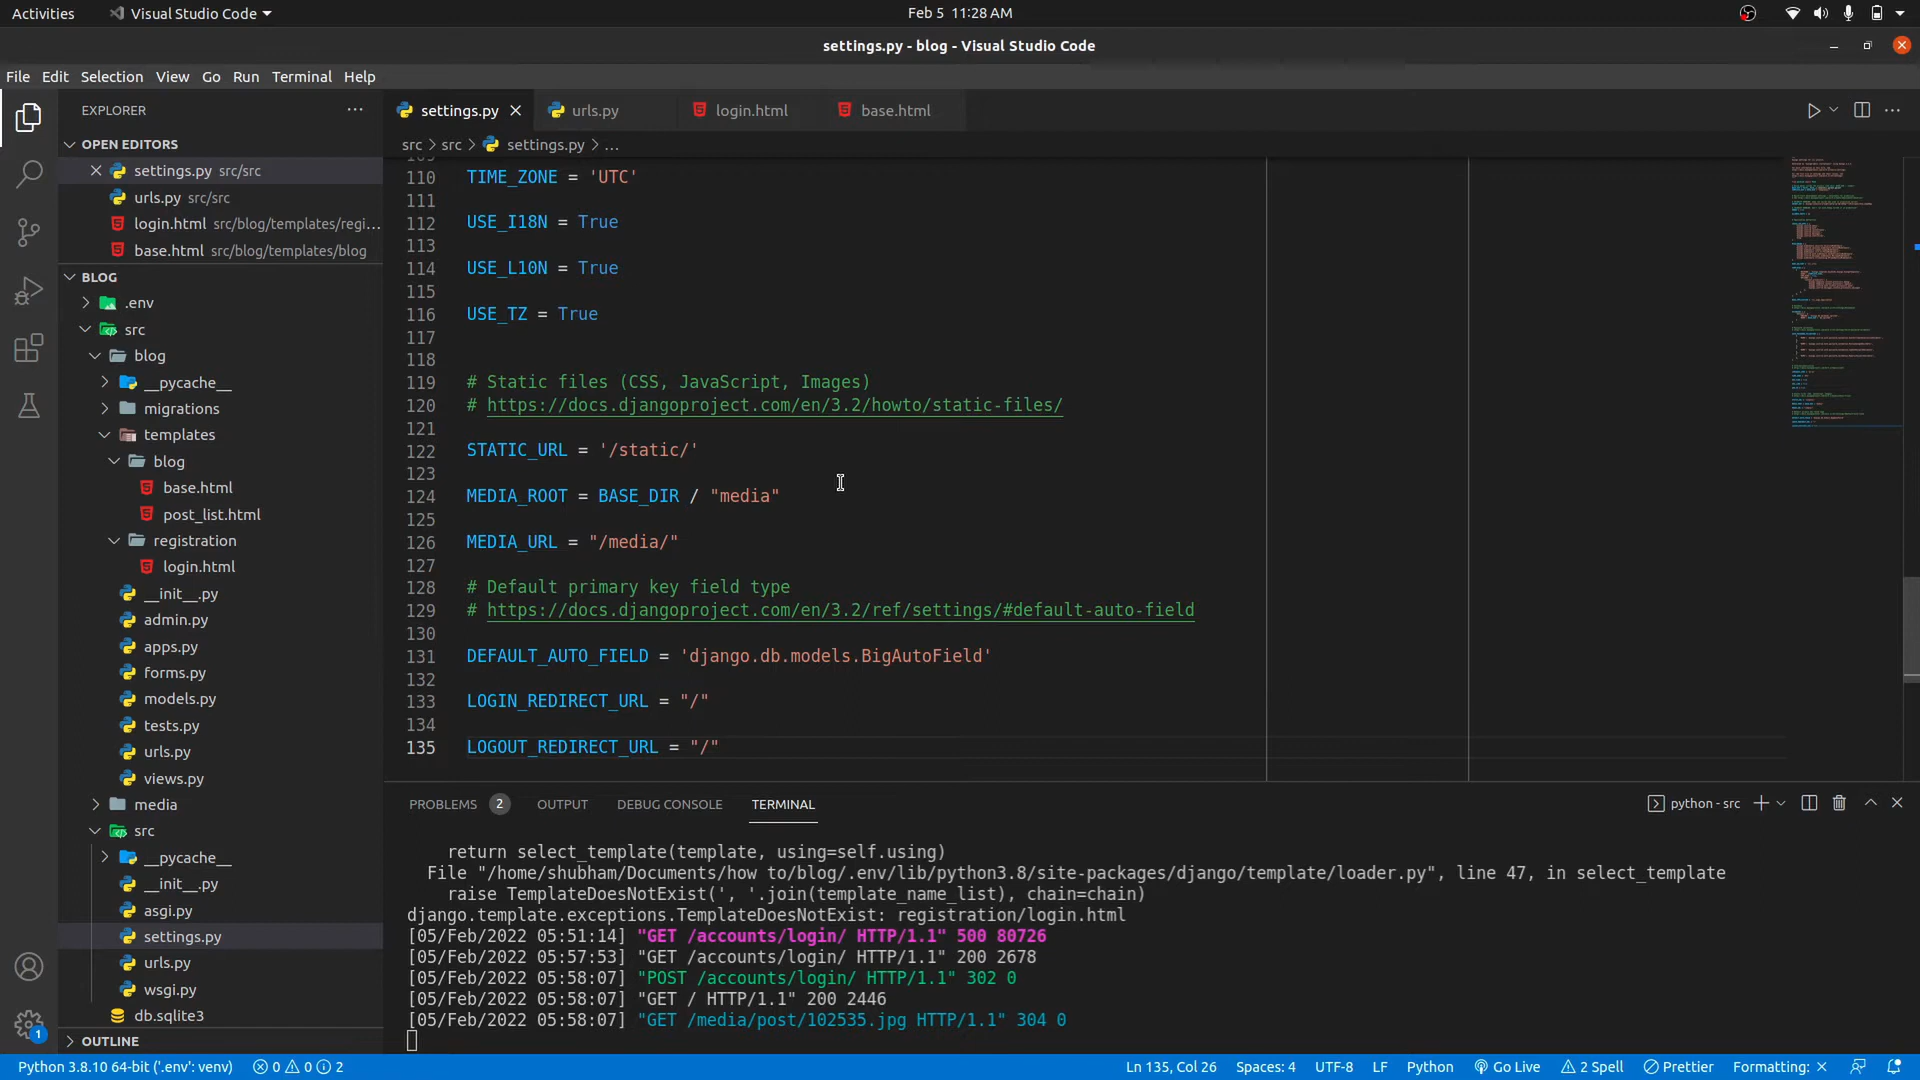 Activities
Visual Studio Code
Feb 5 11:28 AM
settings.py - blog - Visual Studio Code
File Edit Selection View Go Run Terminal Help
EXPLORER
OPEN EDITORS
settings.py src/src
urls.py src/src
login.html src/blog/templates/regi...
base.html src/blog/templates/blog
BLOG
.env
src
blog
__pycache__
migrations
templates
blog
base.html
post_list.html
registration
login.html
__init__.py
admin.py
apps.py
forms.py
models.py
tests.py
urls.py
views.py
media
src
__pycache__
__init__.py
asgi.py
settings.py
urls.py
wsgi.py
db.sqlite3
OUTLINE
1
settings.py urls.py login.html base.html
src > src > settings.py > ...
110 TIME_ZONE = 'UTC'
111
112 USE_I18N = True
113
114 USE_L10N = True
115
116 USE_TZ = True
117
118
119 # Static files (CSS, JavaScript, Images)
120 # https://docs.djangoproject.com/en/3.2/howto/static-files/
121
122 STATIC_URL = '/static/'
123
124 MEDIA_ROOT = BASE_DIR / "media"
125
126 MEDIA_URL = "/media/"
127
128 # Default primary key field type
129 # https://docs.djangoproject.com/en/3.2/ref/settings/#default-auto-field
130
131 DEFAULT_AUTO_FIELD = 'django.db.models.BigAutoField'
132
133 LOGIN_REDIRECT_URL = "/"
134
135 LOGOUT_REDIRECT_URL = "/"
PROBLEMS 2 OUTPUT DEBUG CONSOLE TERMINAL
python - src
return select_template(template, using=self.using)
File "/home/shubham/Documents/how to/blog/.env/lib/python3.8/site-packages/django/template/loader.py", line 47, in select_template
raise TemplateDoesNotExist(', '.join(template_name_list), chain=chain)
django.template.exceptions.TemplateDoesNotExist: registration/login.html
[05/Feb/2022 05:51:14] "GET /accounts/login/ HTTP/1.1" 500 80726
[05/Feb/2022 05:57:53] "GET /accounts/login/ HTTP/1.1" 200 2678
[05/Feb/2022 05:58:07] "POST /accounts/login/ HTTP/1.1" 302 0
[05/Feb/2022 05:58:07] "GET / HTTP/1.1" 200 2446
[05/Feb/2022 05:58:07] "GET /media/post/102535.jpg HTTP/1.1" 304 0
Python 3.8.10 64-bit ('.env': venv) 0 0 2
Ln 135, Col 26 Spaces: 4 UTF-8 LF Python Go Live 2 Spell Prettier Formatting: ×